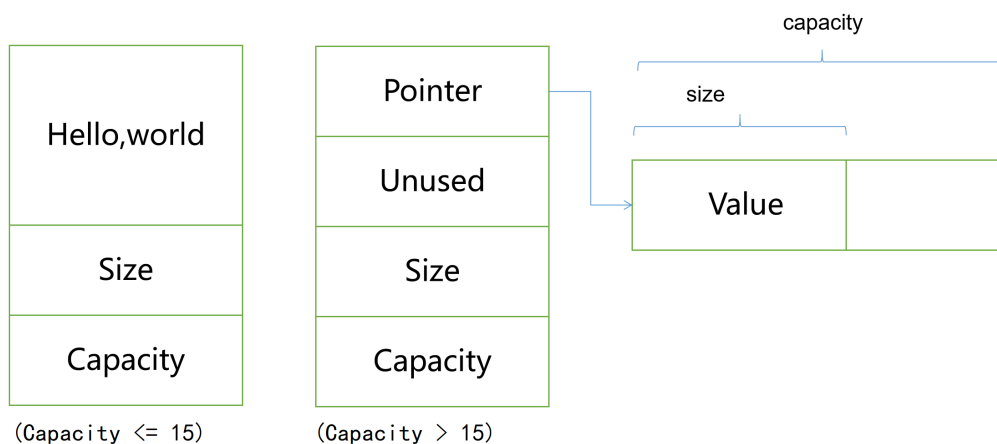 Hello,world
Size
Capacity
(Capacity <= 15)
Pointer
Unused
Size
Capacity
(Capacity > 15)
capacity
size
Value